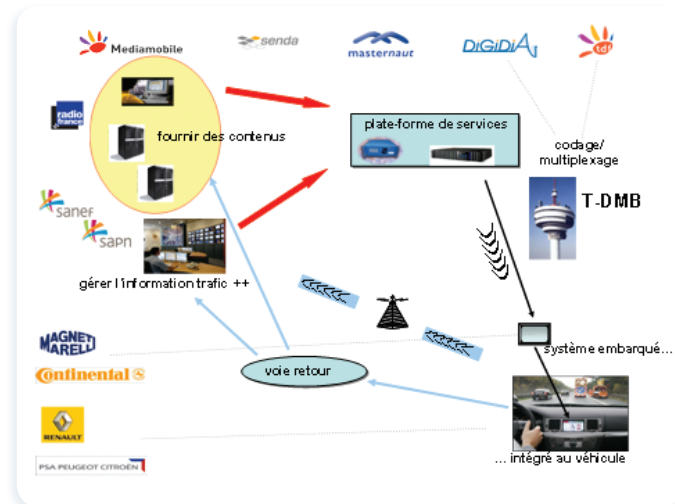 Mediamobile
senda
masternaut
DIGIDIA
tdf
radio
france
fournir des contenus
plate-forme de services
codage/
multiplexage
T-DMB
sanef
sapn
gérer l'information trafic ++
MAGNETI
MARELLI
système embarqué...
Continental
voie retour
RENAULT
... intégré au véhicule
PSA PEUGEOT CITROËN